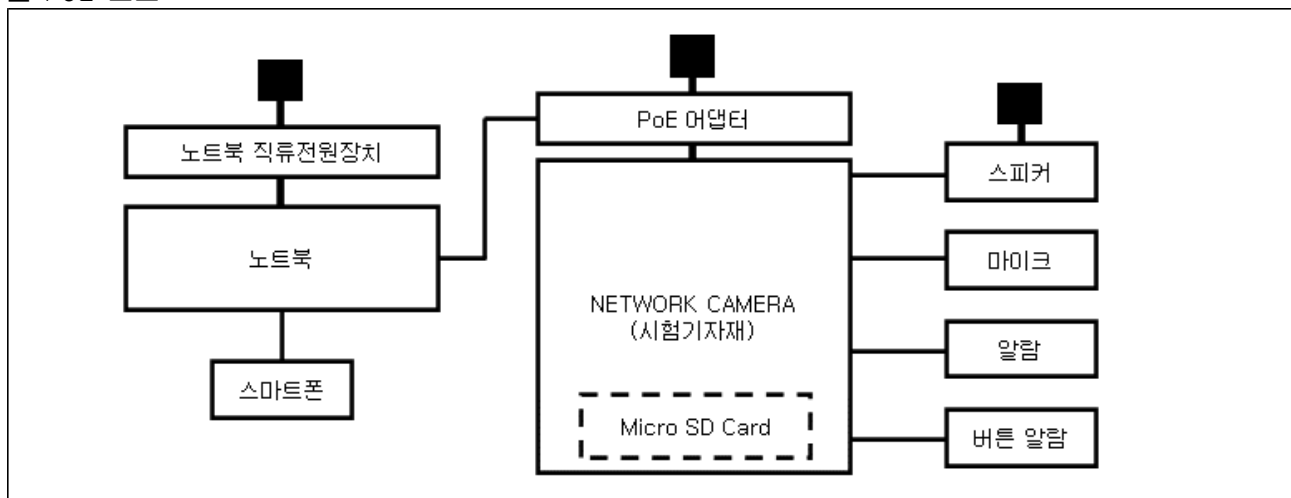 노트북 직류전원장치
노트북
스마트폰
PoE 어댑터
NETWORK CAMERA
(시험기자재)
Micro SD Card
스피커
마이크
알람
버튼 알람